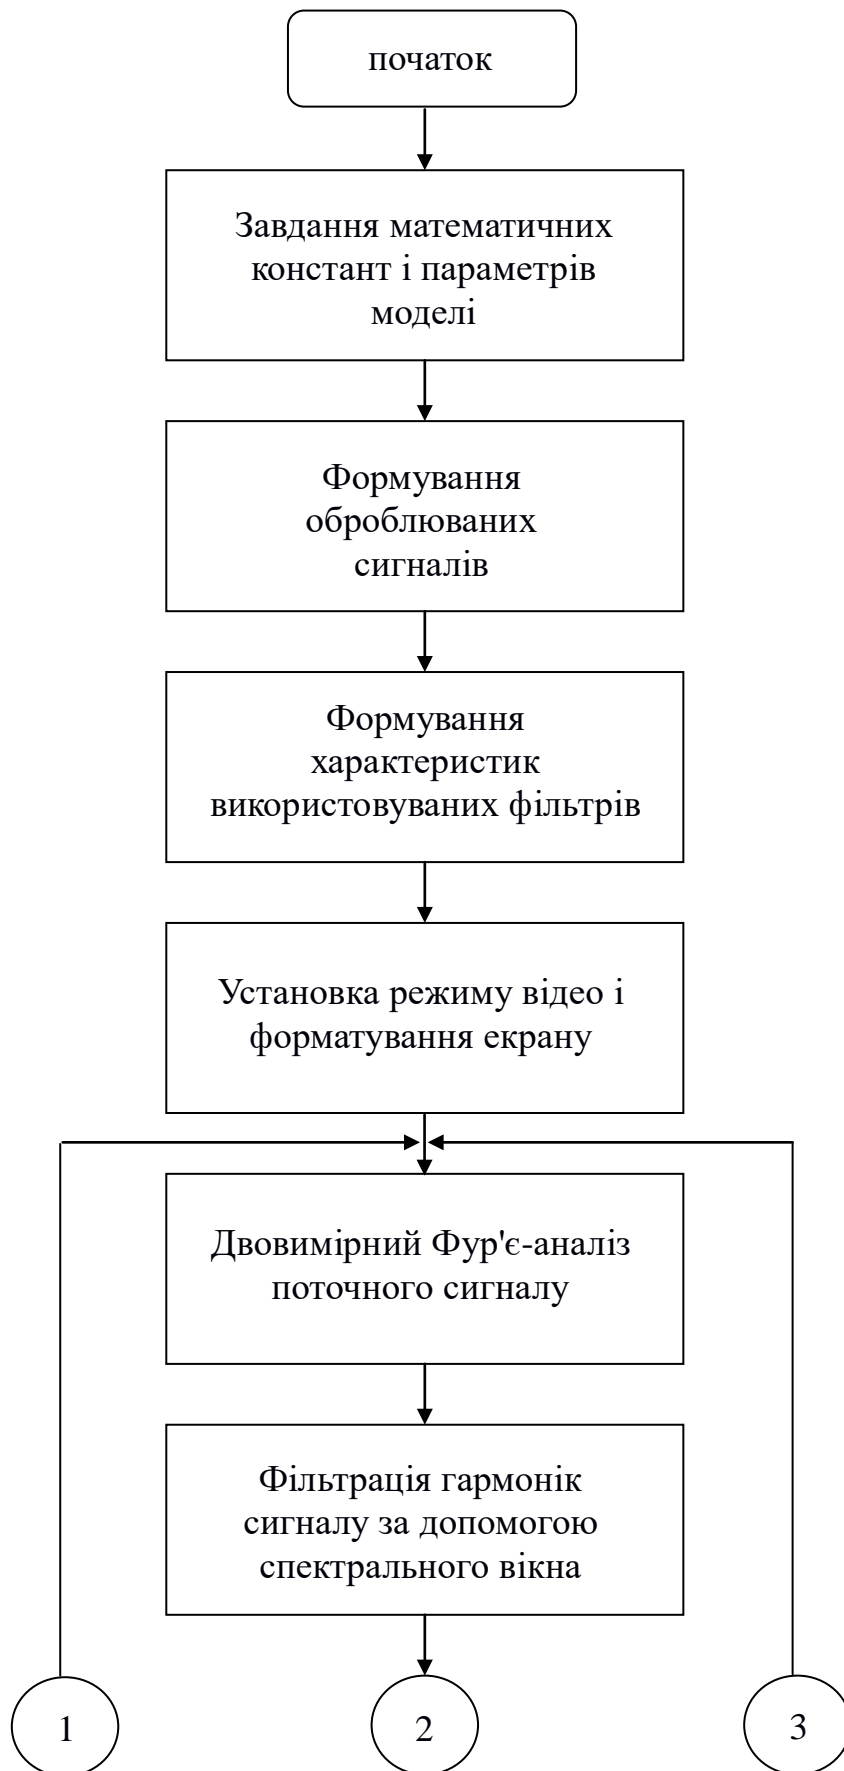 початок
Завдання математичних
констант і параметрів
моделі
Формування
оброблюваних
сигналів
Формування
характеристик
використовуваних фільтрів
Установка режиму відео і
форматування екрану
Двовимірний Фур'є-аналіз
поточного сигналу
Фільтрація гармонік
сигналу за допомогою
спектрального вікна
1
2
3